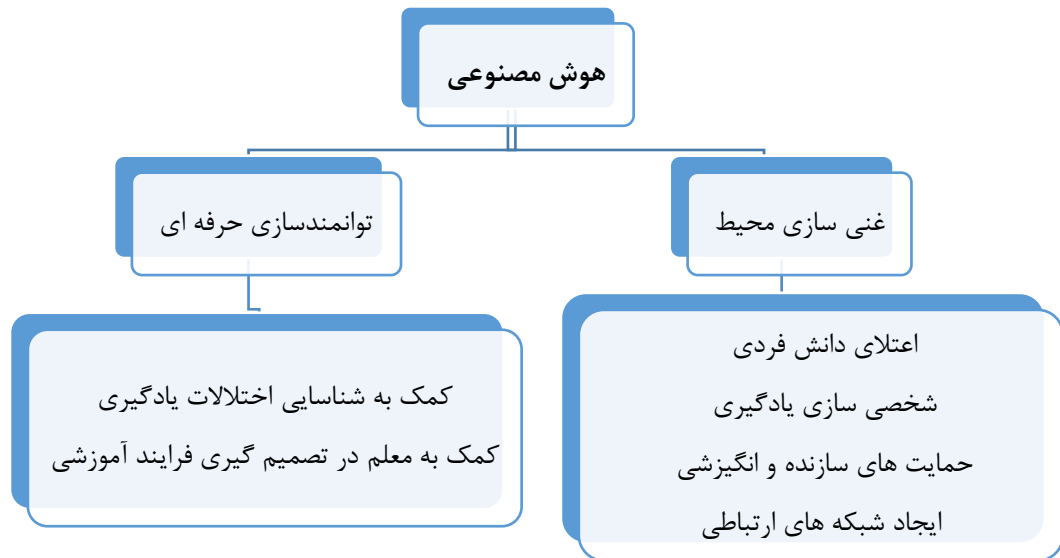 هوش مصنوعی
غنی سازی محیط
اعتلای دانش فردی
شخصی سازی یادگیری
حمایت های سازنده و انگیزشی
ایجاد شبکه های ارتباطی
توانمندسازی حرفه ای
کمک به شناسایی اختلالات یادگیری
کمک به معلم در تصمیم گیری فرایند آموزشی